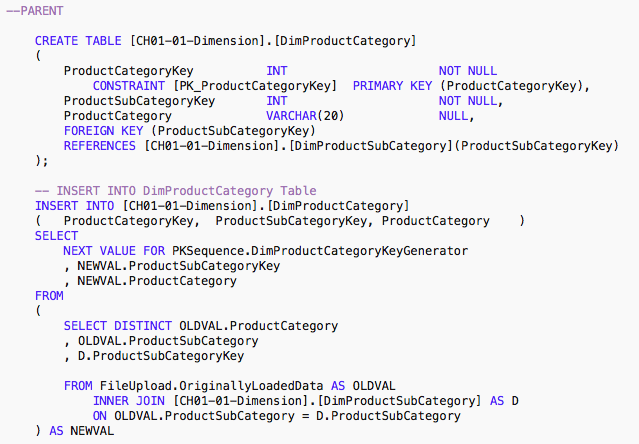 --PARENT
CREATE TABLE [CH01-01-Dimension].[DimProductCategory]
(
ProductCategoryKey INT NOT NULL
CONSTRAINT [PK_ProductCategoryKey] PRIMARY KEY (ProductCategoryKey),
ProductSubCategoryKey INT NOT NULL,
ProductCategory VARCHAR(20) NULL,
FOREIGN KEY (ProductSubCategoryKey)
REFERENCES [CH01-01-Dimension].[DimProductSubCategory](ProductSubCategoryKey)
);
-- INSERT INTO DimProductCategory Table
INSERT INTO [CH01-01-Dimension].[DimProductCategory]
( ProductCategoryKey, ProductSubCategoryKey, ProductCategory )
SELECT
NEXT VALUE FOR PKSequence.DimProductCategoryKeyGenerator
, NEWVAL.ProductSubCategoryKey
, NEWVAL.ProductCategory
FROM
(
SELECT DISTINCT OLDVAL.ProductCategory
, OLDVAL.ProductSubCategory
, D.ProductSubCategoryKey
FROM FileUpload.OriginallyLoadedData AS OLDVAL
INNER JOIN [CH01-01-Dimension].[DimProductSubCategory] AS D
ON OLDVAL.ProductSubCategory = D.ProductSubCategory
) AS NEWVAL